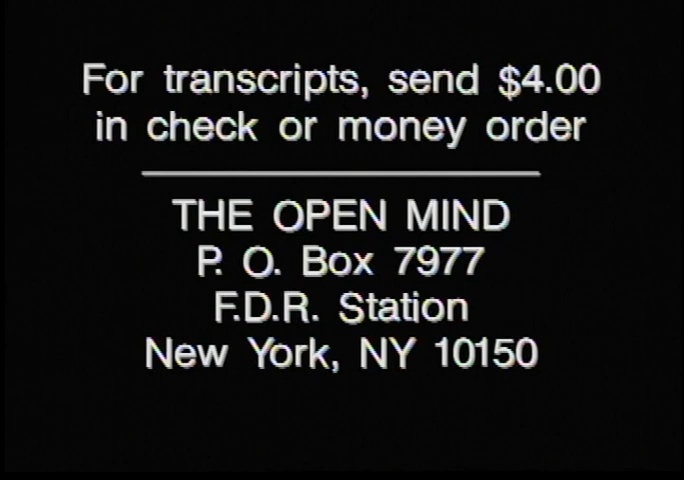 For transcripts, send $4.00
in check or money order
THE OPEN MIND
P. O. Box 7977
F.D.R. Station
New York, NY 10150